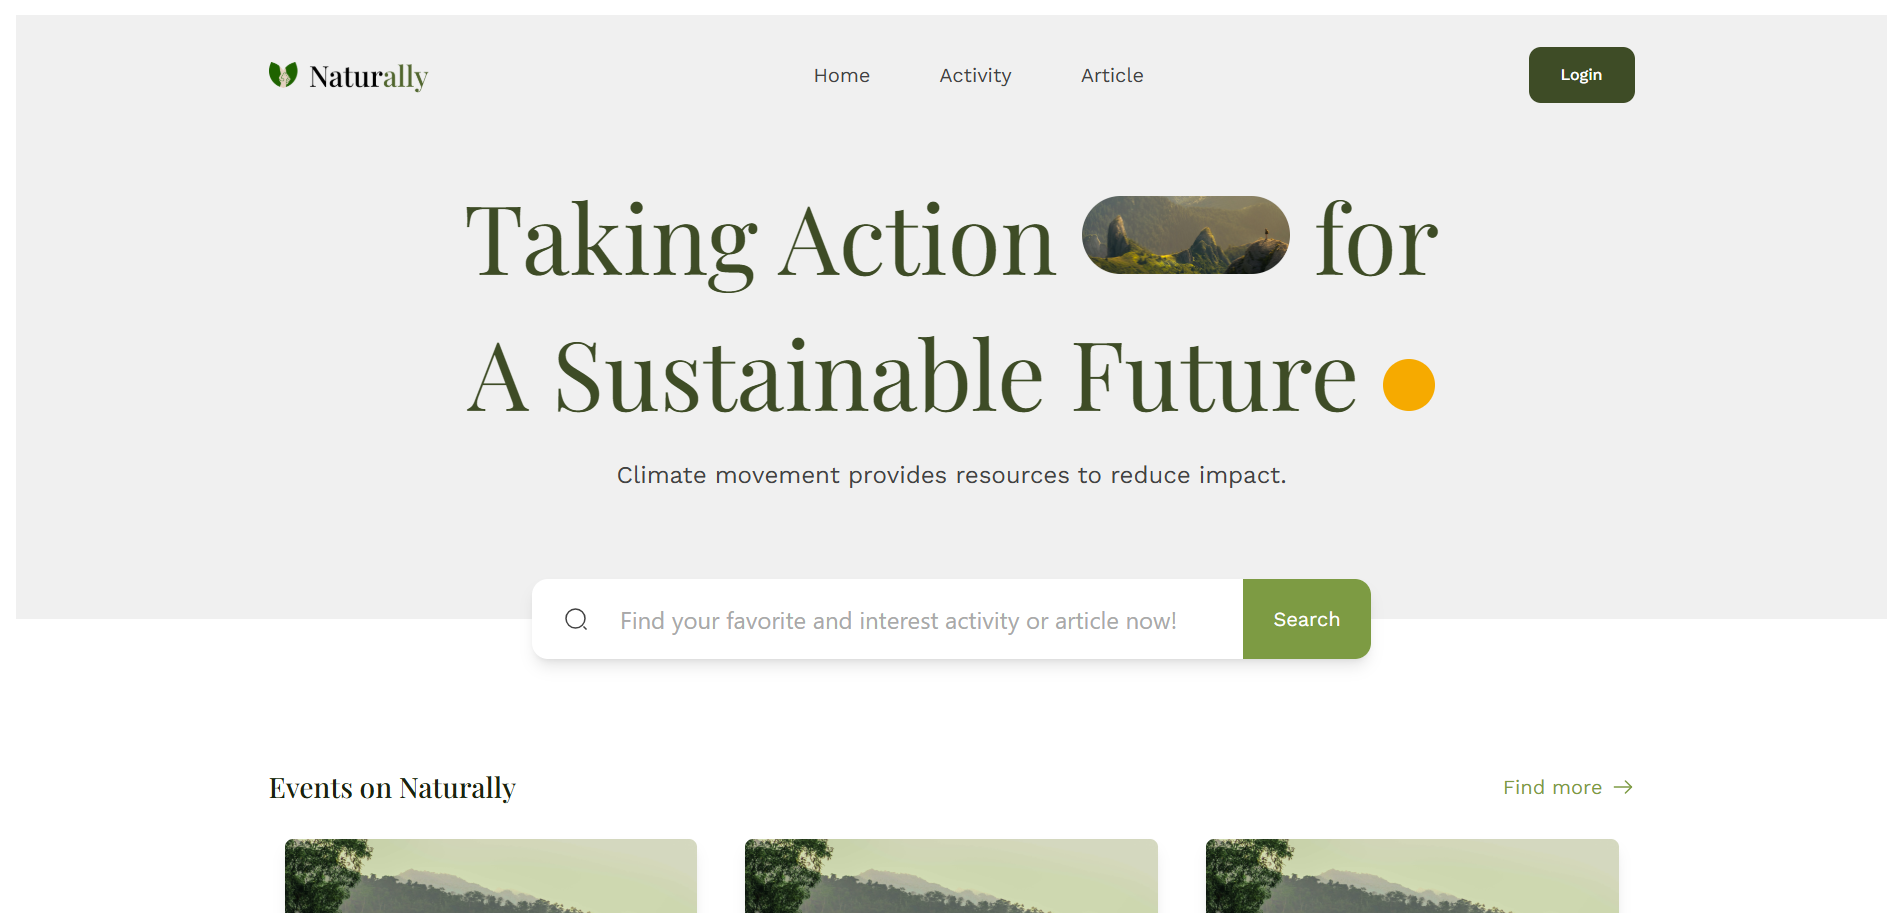 Naturally
Home Activity Article
Login
Taking Action for
A Sustainable Future
Climate movement provides resources to reduce impact.
Find your favorite and interest activity or article now!
Search
Events on Naturally
Find more